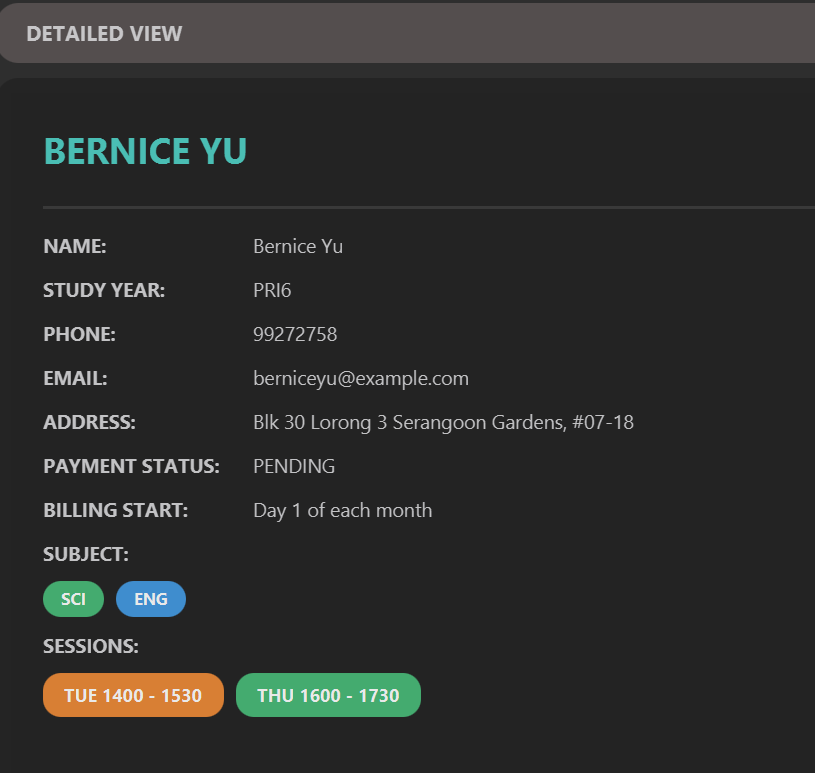 DETAILED VIEW
BERNICE YU
NAME: Bernice Yu
STUDY YEAR: PRI6
PHONE: 99272758
EMAIL: berniceyu@example.com
ADDRESS: Blk 30 Lorong 3 Serangoon Gardens, #07-18
PAYMENT STATUS: PENDING
BILLING START: Day 1 of each month
SUBJECT:
SCI ENG
SESSIONS:
TUE 1400 - 1530 THU 1600 - 1730